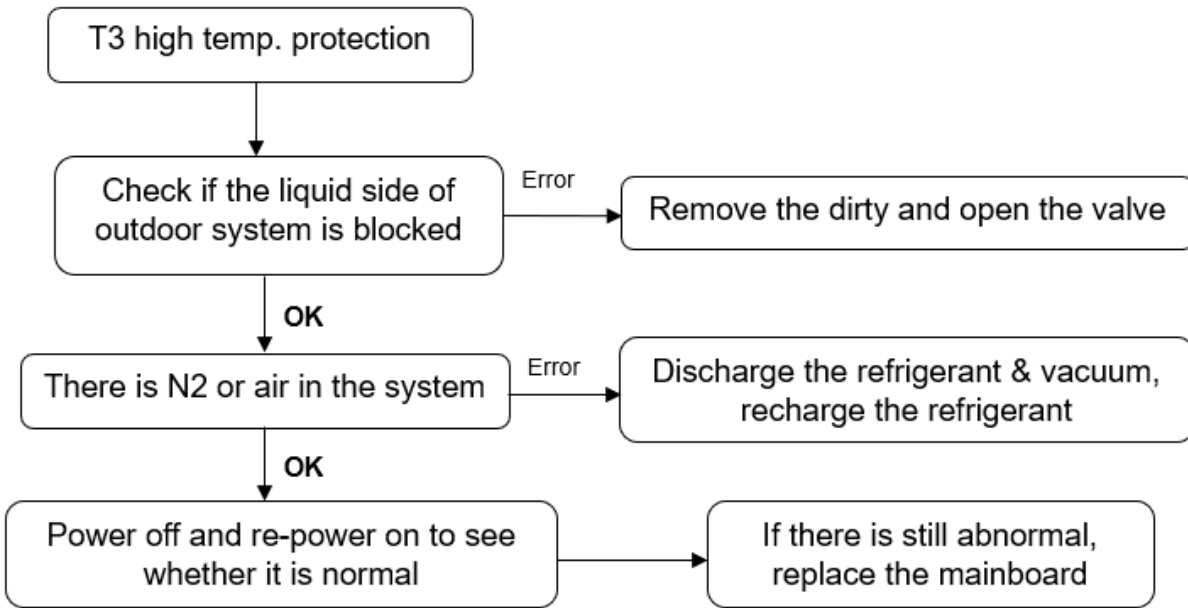 T3 high temp. protection
Check if the liquid side of
outdoor system is blocked
Error
Remove the dirty and open the valve
OK
There is N2 or air in the system
Error
Discharge the refrigerant & vacuum,
recharge the refrigerant
OK
Power off and re-power on to see
whether it is normal
If there is still abnormal,
replace the mainboard